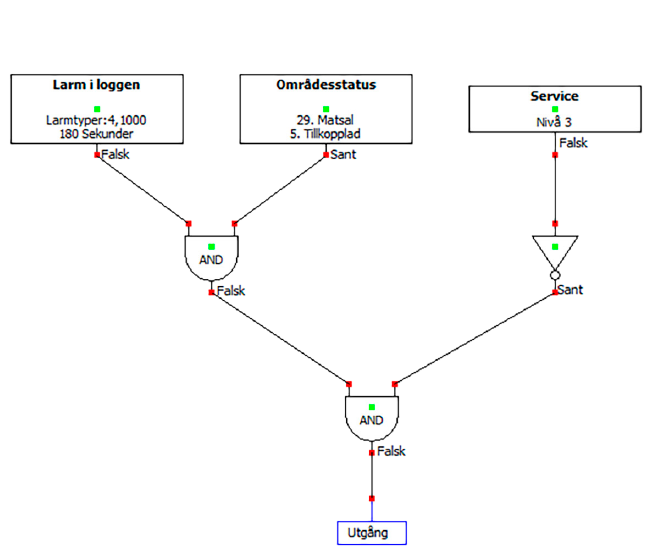 Larm i loggen
Larmtyper:4,1000
180 Sekunder
Falsk
Områdesstatus
29. Matsal
5. Tillkopplad
Sant
Service
Nivå 3
Falsk
AND
Falsk
Sant
AND
Falsk
Utgång